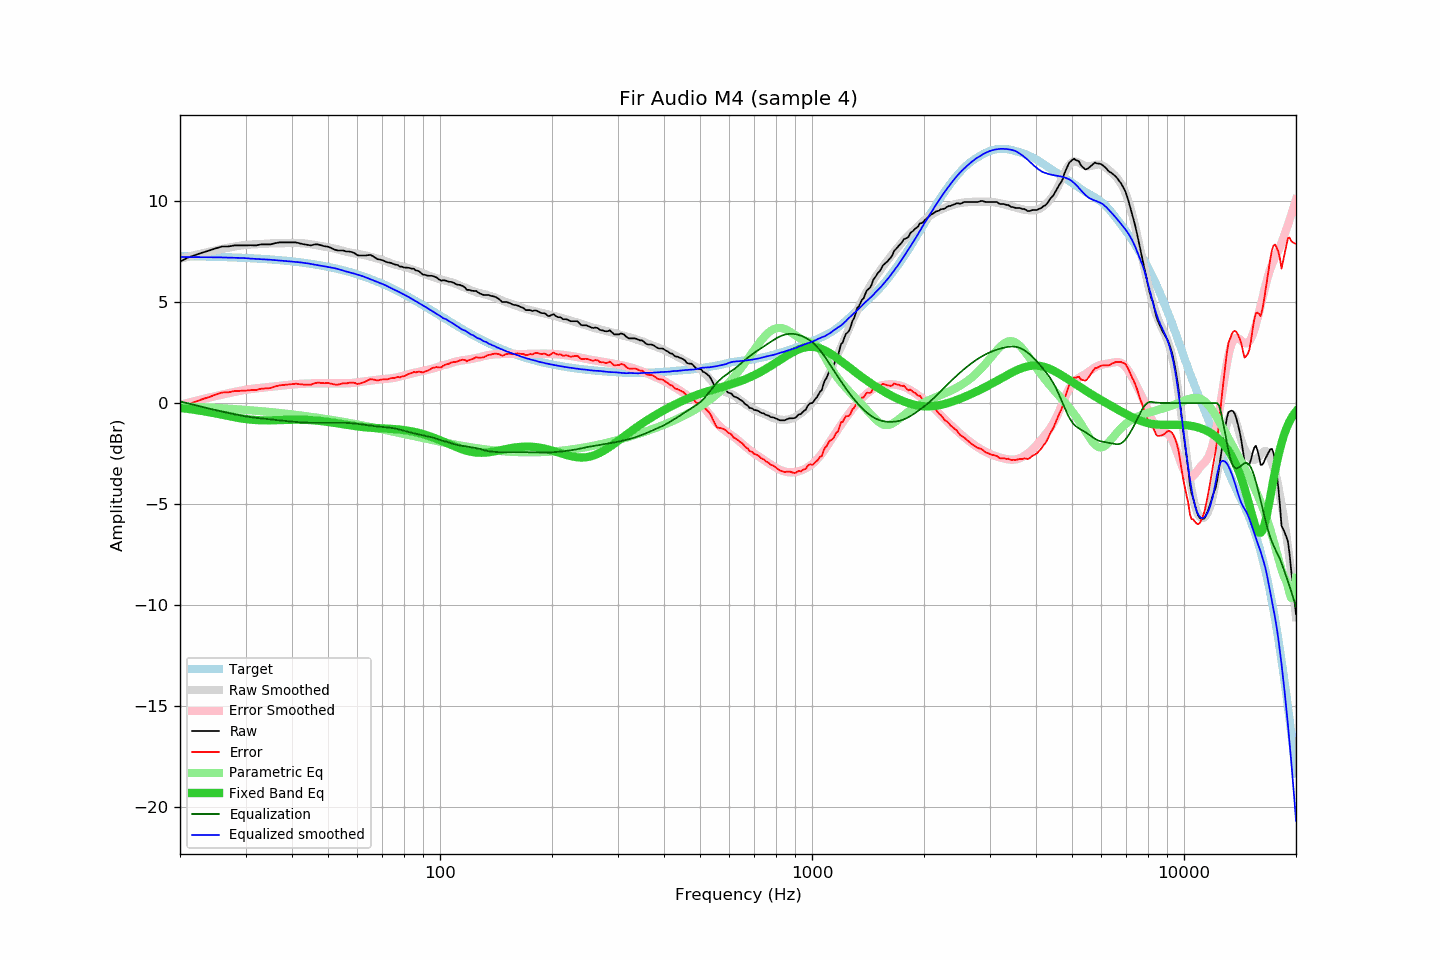 Fir Audio M4 (sample 4)
Amplitude (dBr)
10
5
0
−5
−10
−15
−20
Target
Raw Smoothed
Error Smoothed
Raw
Error
Parametric Eq
Fixed Band Eq
Equalization
Equalized smoothed
100
1000
10000
Frequency (Hz)